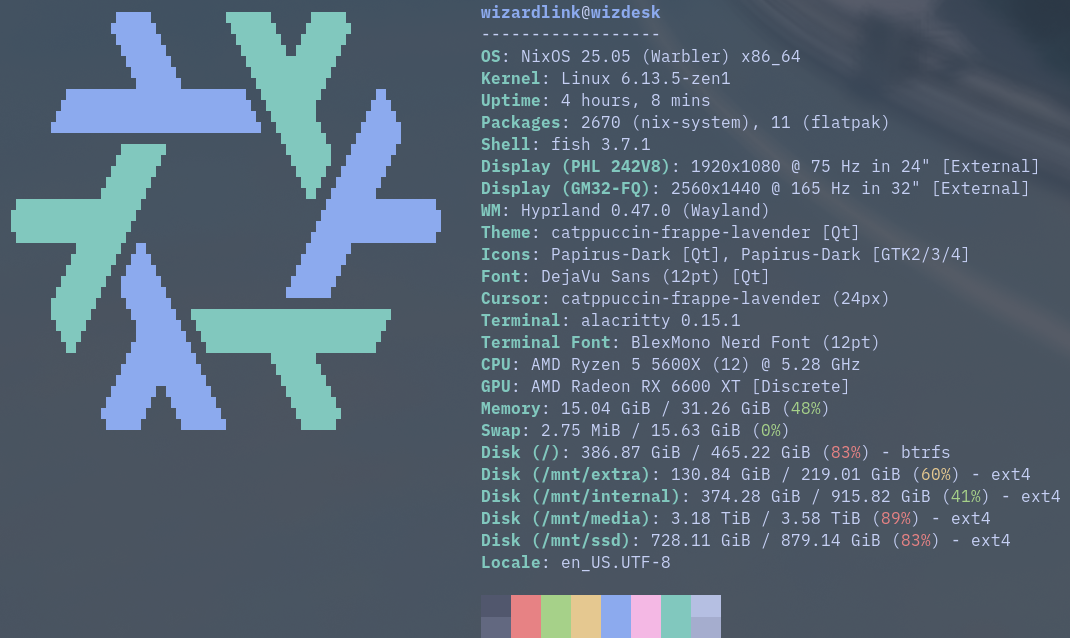 wizardlink@wizdesk
------------------
OS: NixOS 25.05 (Warbler) x86_64
Kernel: Linux 6.13.5-zen1
Uptime: 4 hours, 8 mins
Packages: 2670 (nix-system), 11 (flatpak)
Shell: fish 3.7.1
Display (PHL 242V8): 1920x1080 @ 75 Hz in 24" [External]
Display (GM32-FQ): 2560x1440 @ 165 Hz in 32" [External]
WM: Hyprland 0.47.0 (Wayland)
Theme: catppuccin-frappe-lavender [Qt]
Icons: Papirus-Dark [Qt], Papirus-Dark [GTK2/3/4]
Font: DejaVu Sans (12pt) [Qt]
Cursor: catppuccin-frappe-lavender (24px)
Terminal: alacritty 0.15.1
Terminal Font: BlexMono Nerd Font (12pt)
CPU: AMD Ryzen 5 5600X (12) @ 5.28 GHz
GPU: AMD Radeon RX 6600 XT [Discrete]
Memory: 15.04 GiB / 31.26 GiB (48%)
Swap: 2.75 MiB / 15.63 GiB (0%)
Disk (/): 386.87 GiB / 465.22 GiB (83%) - btrfs
Disk (/mnt/extra): 130.84 GiB / 219.01 GiB (60%) - ext4
Disk (/mnt/internal): 374.28 GiB / 915.82 GiB (41%) - ext4
Disk (/mnt/media): 3.18 TiB / 3.58 TiB (89%) - ext4
Disk (/mnt/ssd): 728.11 GiB / 879.14 GiB (83%) - ext4
Locale: en_US.UTF-8